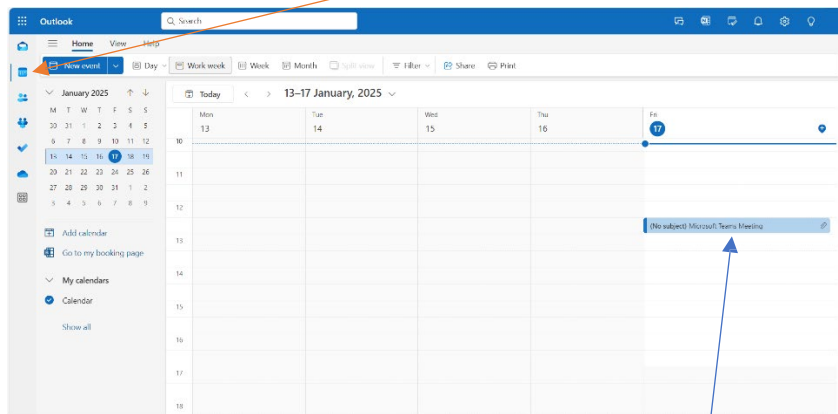 Outlook
Search
Home View Help
New event Day Work week Week Month Split view Filter Share Print
January 2025
M T W T F S S
30 31 1 2 3 4 5
6 7 8 9 10 11 12
13 14 15 16 17 18 19
20 21 22 23 24 25 26
27 28 29 30 31 1 2
3 4 5 6 7 8 9
Add calendar
Go to my booking page
My calendars
Calendar
Show all
Today 13–17 January, 2025
Mon Tue Wed Thu Fri
13 14 15 16 17
10
11
12
(No subject) Microsoft Teams Meeting
13
14
15
16
17
18